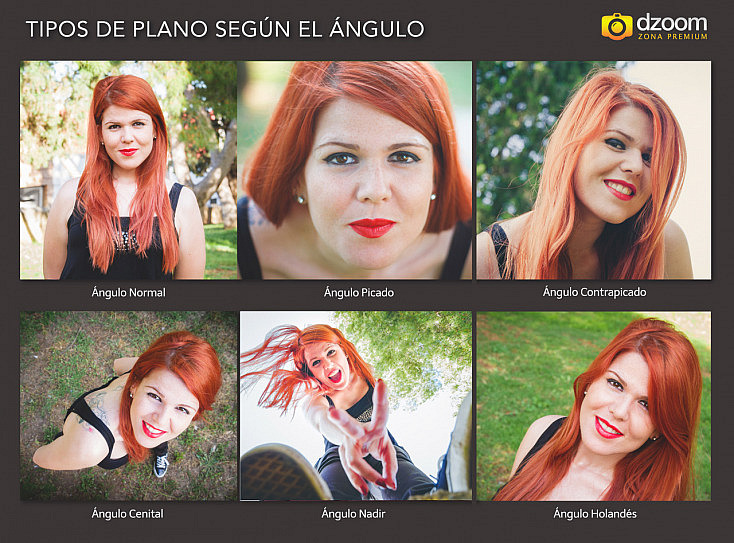 TIPOS DE PLANO SEGÚN EL ÁNGULO
dzoom
ZONA PREMIUM
Ángulo Normal
Ángulo Picado
Ángulo Contrapicado
Ángulo Cenital
Ángulo Nadir
Ángulo Holandés